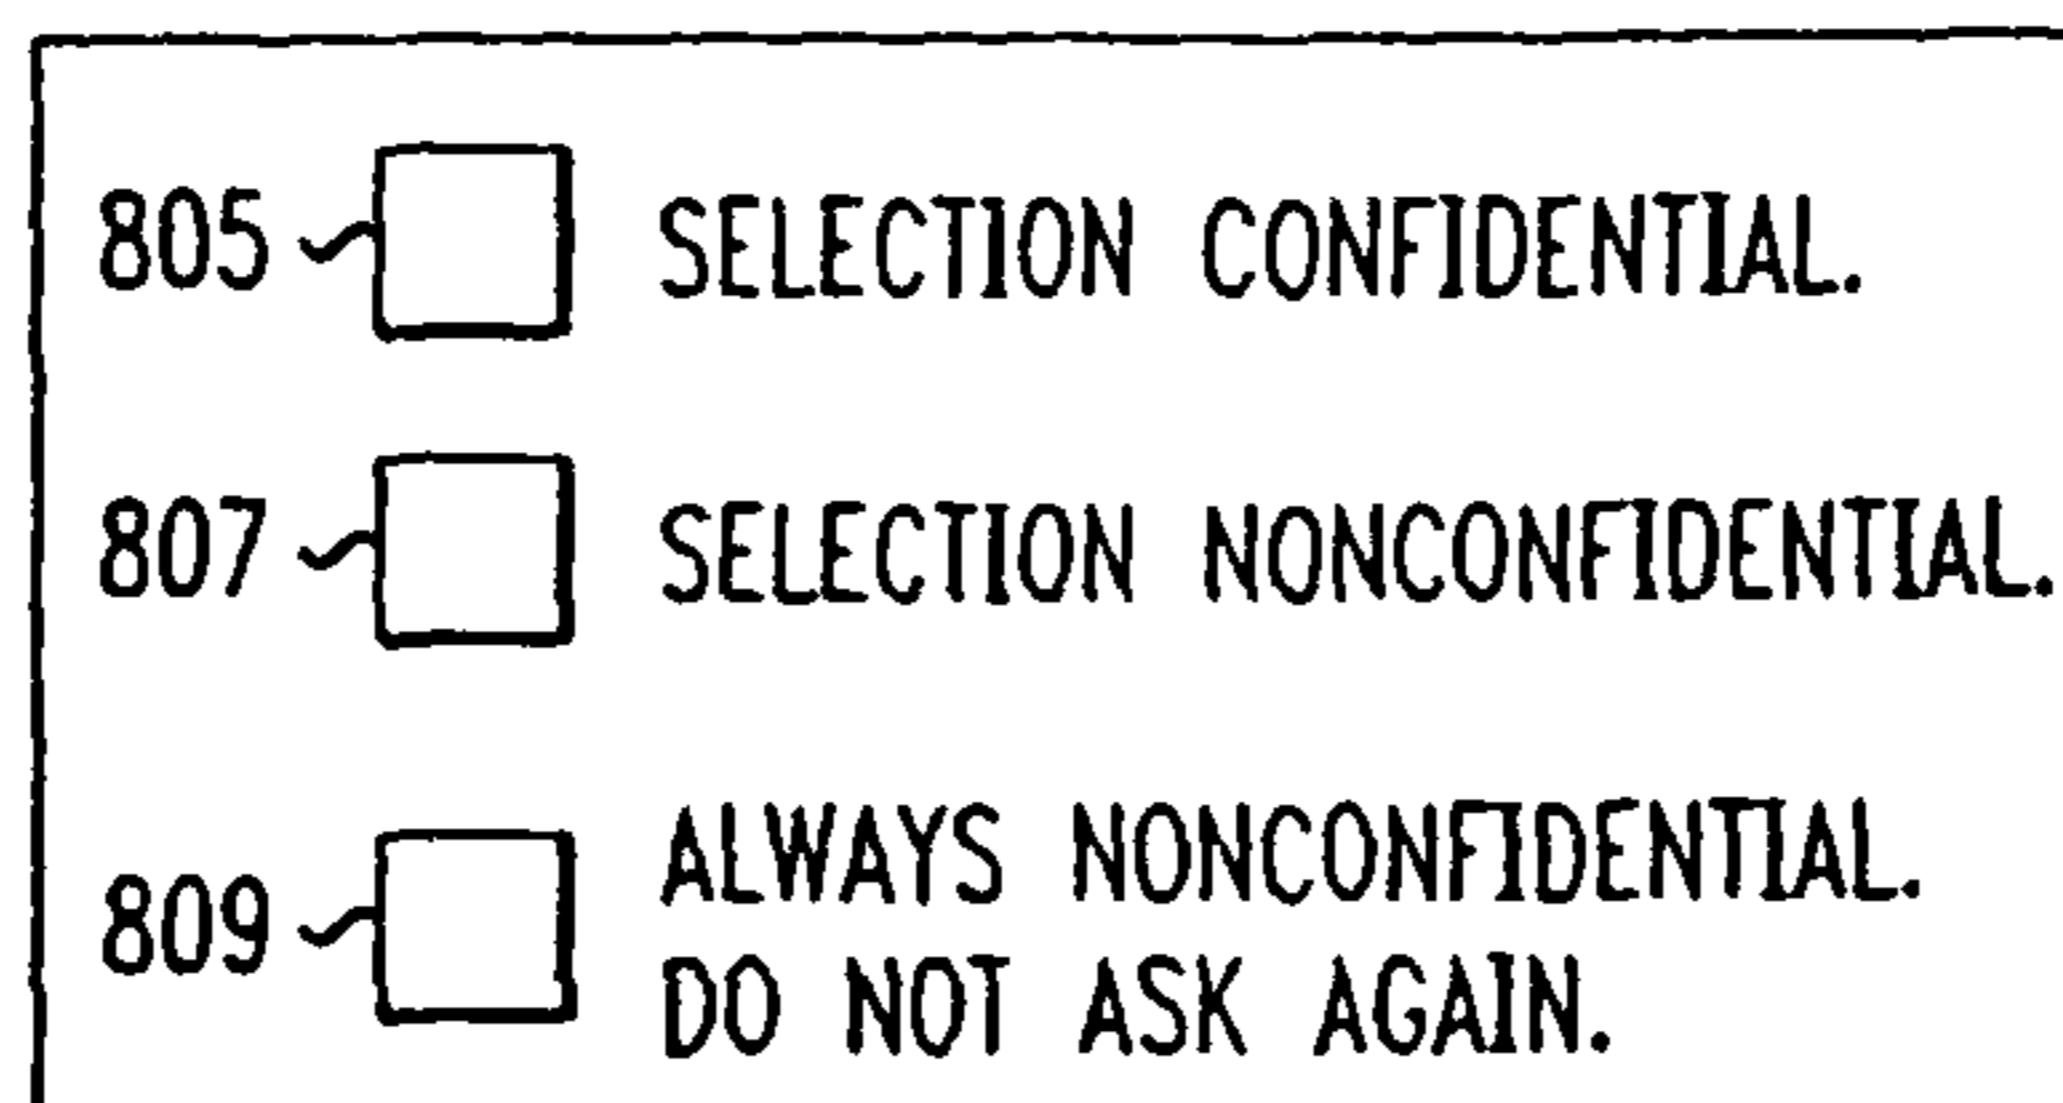 805 SELECTION CONFIDENTIAL.
807 SELECTION NONCONFIDENTIAL.
809 ALWAYS NONCONFIDENTIAL.
DO NOT ASK AGAIN.